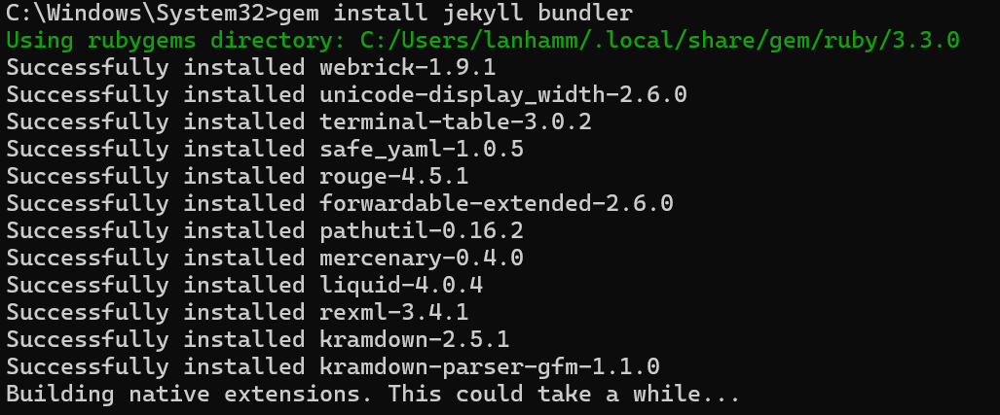 C:\Windows\System32>gem install jekyll bundler
Using rubygems directory: C:/Users/lanhamm/.local/share/gem/ruby/3.3.0
Successfully installed webrick-1.9.1
Successfully installed unicode-display_width-2.6.0
Successfully installed terminal-table-3.0.2
Successfully installed safe_yaml-1.0.5
Successfully installed rouge-4.5.1
Successfully installed forwardable-extended-2.6.0
Successfully installed pathutil-0.16.2
Successfully installed mercenary-0.4.0
Successfully installed liquid-4.0.4
Successfully installed rexml-3.4.1
Successfully installed kramdown-2.5.1
Successfully installed kramdown-parser-gfm-1.1.0
Building native extensions. This could take a while...